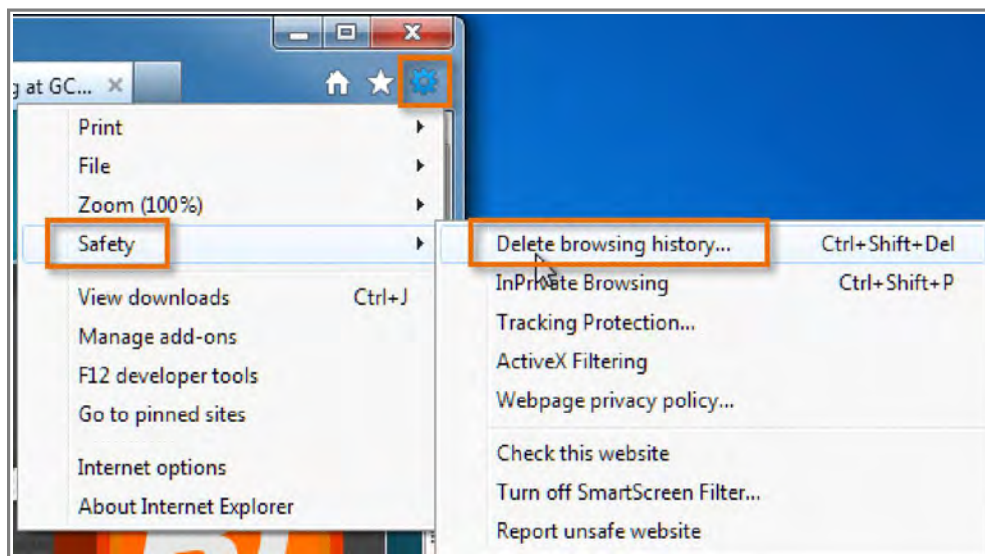 g at GC...
Print
File
Zoom (100%)
Safety
View downloads Ctrl+J
Manage add-ons
F12 developer tools
Go to pinned sites
Internet options
About Internet Explorer
Delete browsing history... Ctrl+Shift+Del
InPrivate Browsing Ctrl+Shift+P
Tracking Protection...
ActiveX Filtering
Webpage privacy policy...
Check this website
Turn off SmartScreen Filter...
Report unsafe website